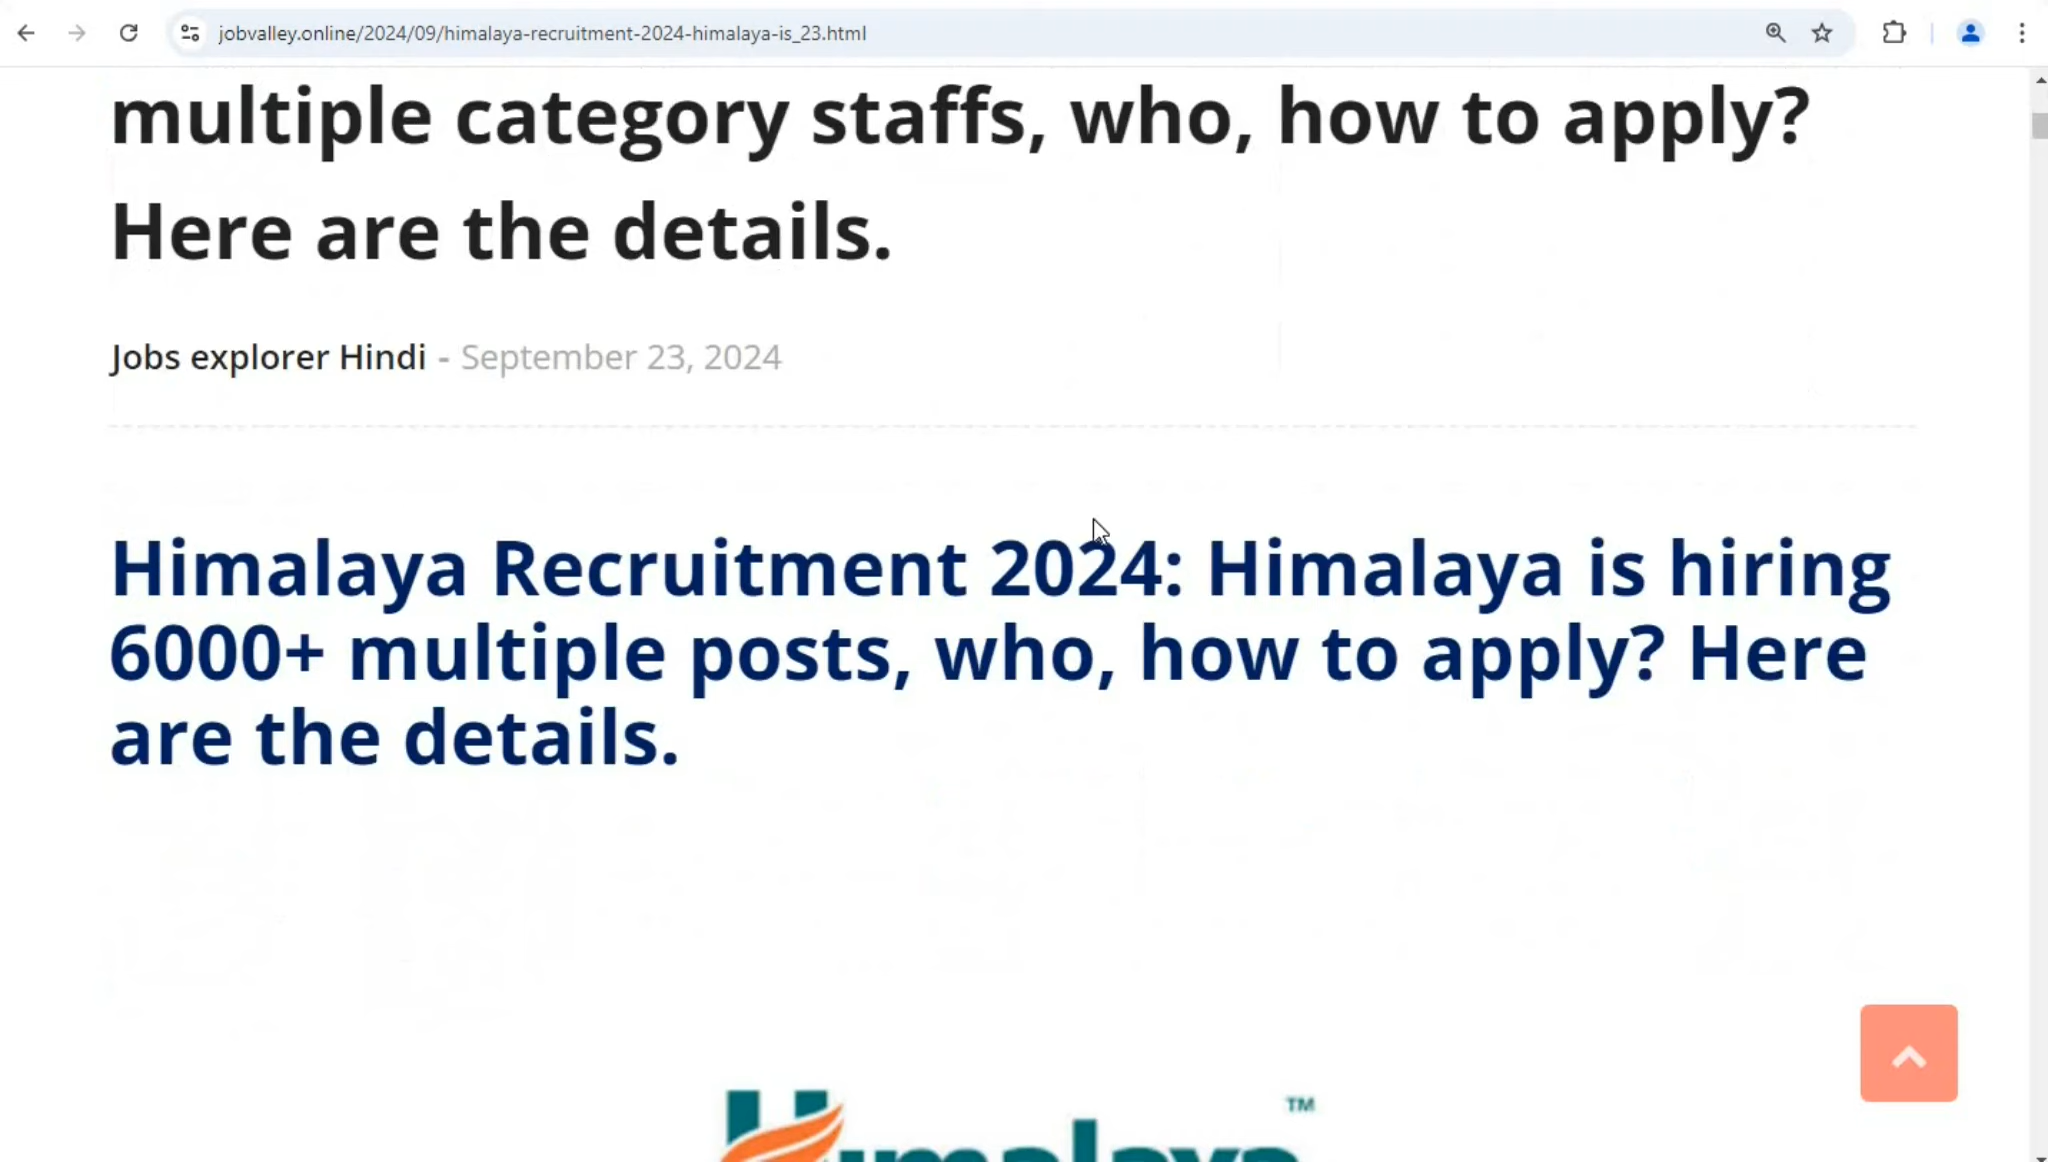 jobvalley.online/2024/09/himalaya-recruitment-2024-himalaya-is_23.html
multiple category staffs, who, how to apply?
Here are the details.
Jobs explorer Hindi - September 23, 2024
Himalaya Recruitment 2024: Himalaya is hiring
6000+ multiple posts, who, how to apply? Here
are the details.
Himalaya ™